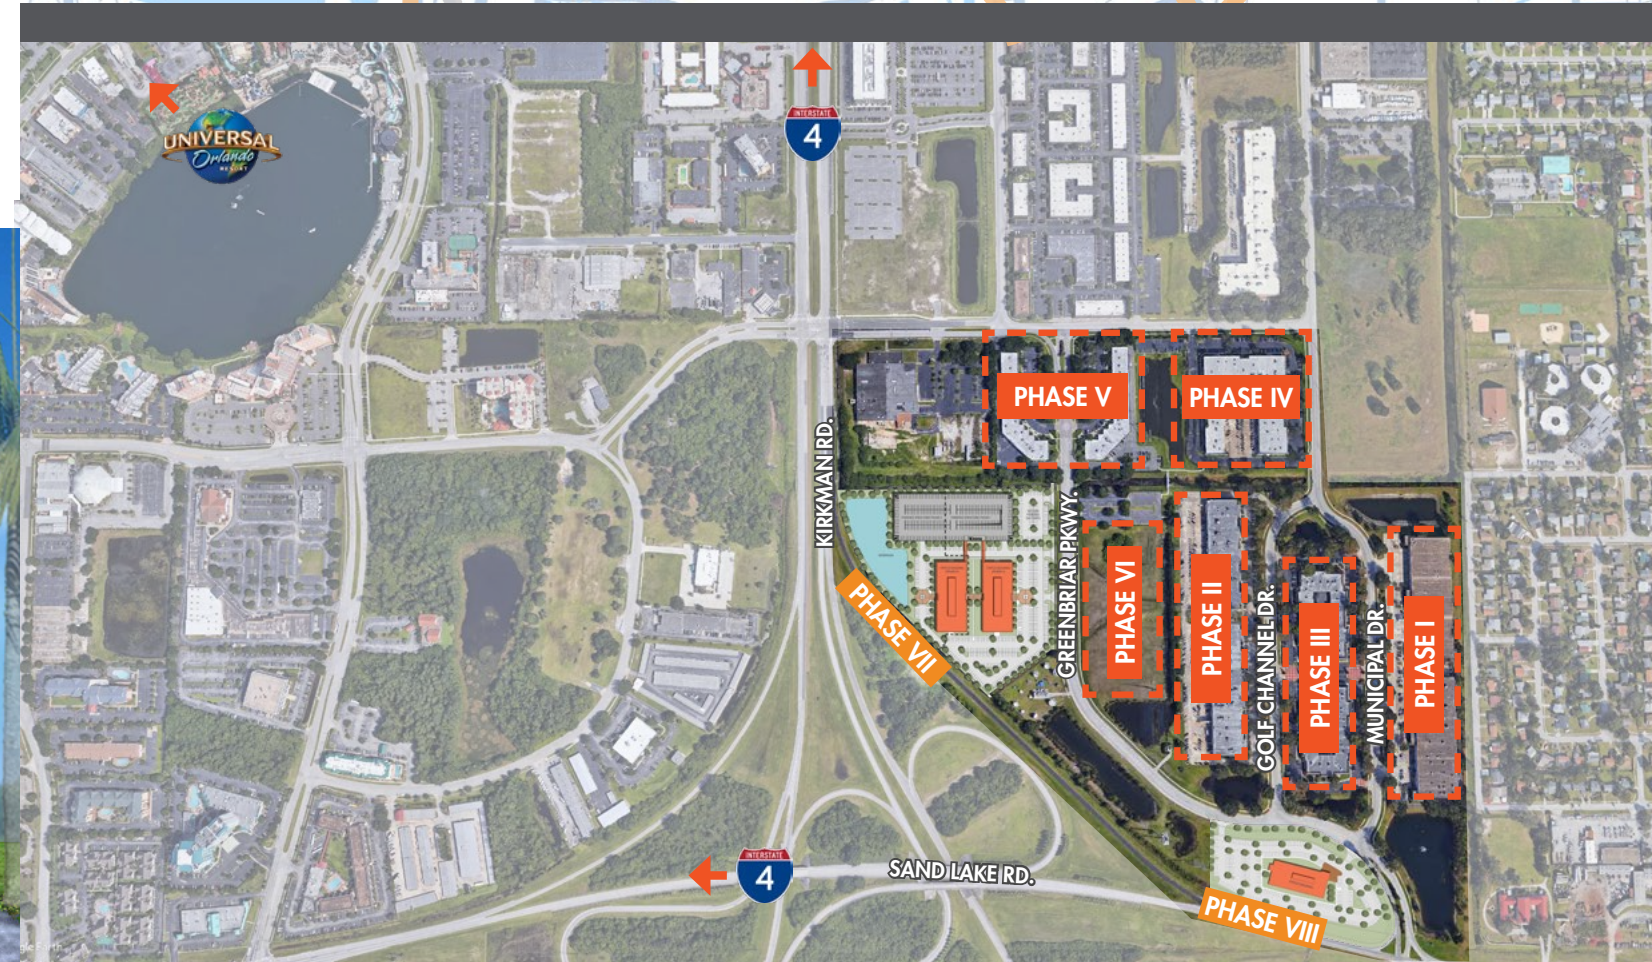 INTERSTATE
4
UNIVERSAL
Orlando
RESORT
PHASE V
PHASE IV
KIRKMAN RD.
GREENBRIAR PKWY.
PHASE VI
PHASE II
GOLF CHANNEL DR.
PHASE III
MUNICIPAL DR.
PHASE I
PHASE VII
INTERSTATE
4
SAND LAKE RD.
PHASE VIII